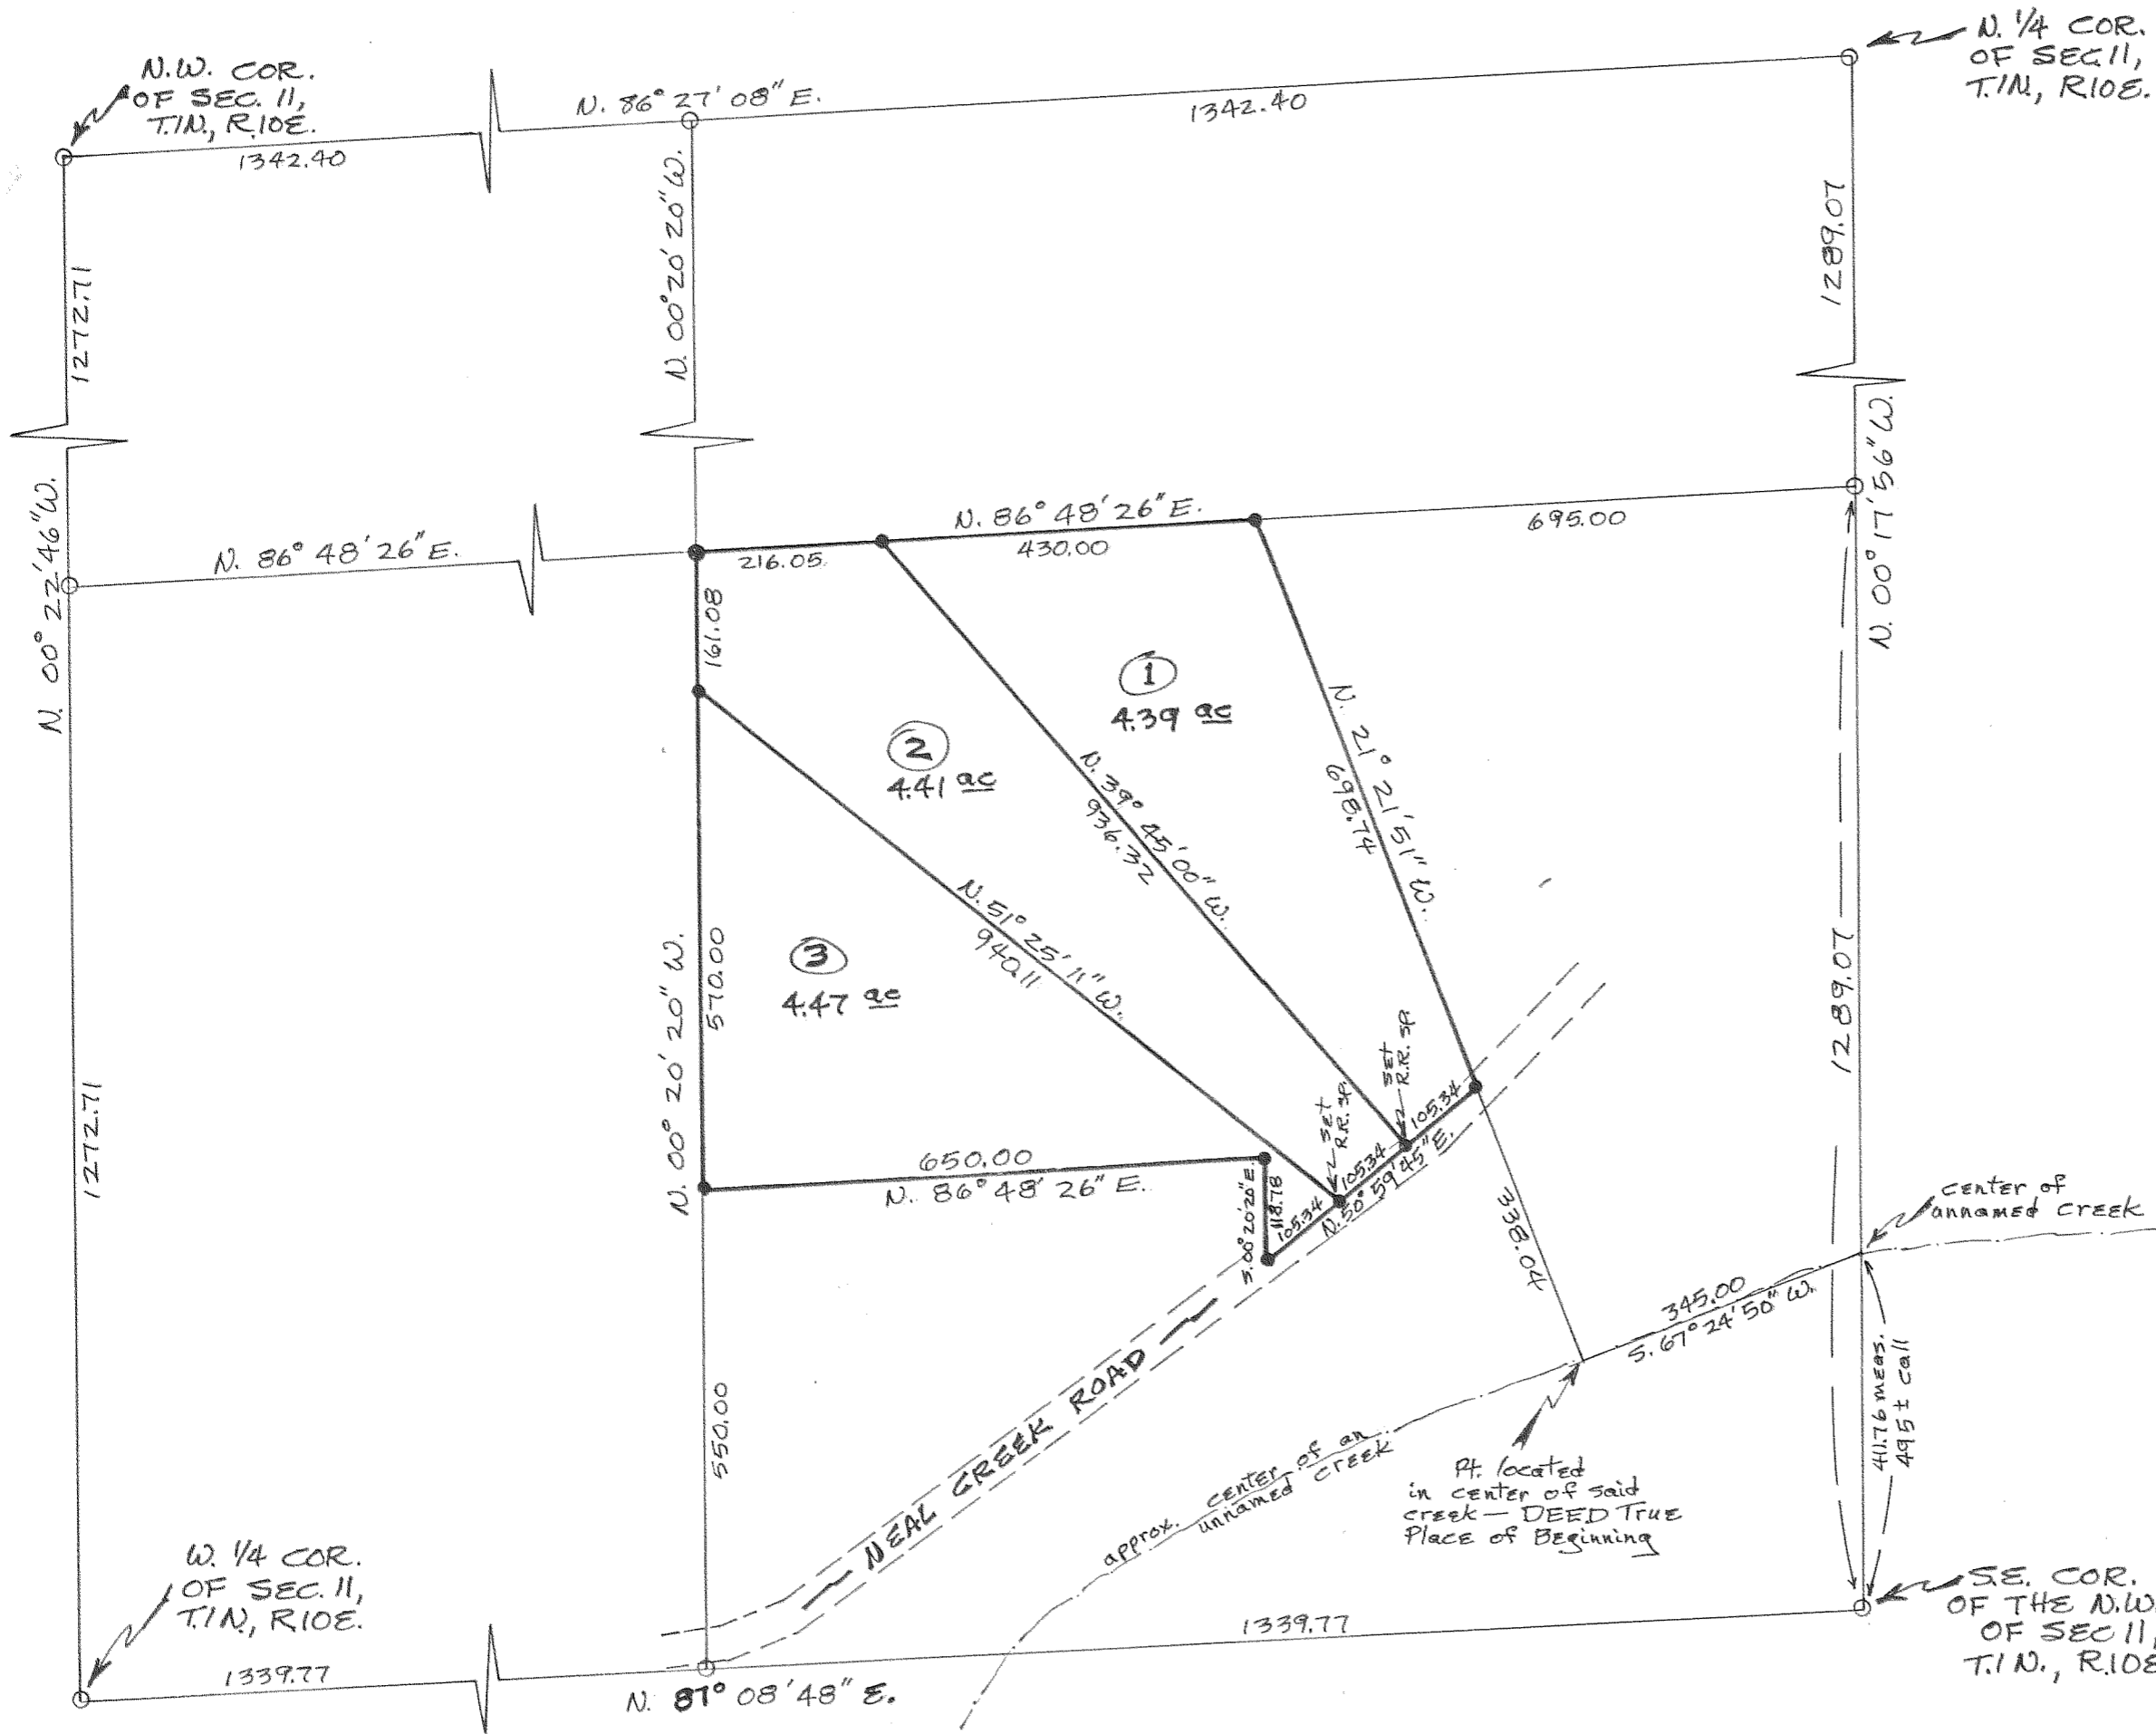 N.W. COR.
OF SEC. 11,
T.1N., R.10E.
1342.40
N. 86° 27' 08" E.
1342.40
N. 1/4 COR.
OF SEC 11,
T.1N., R10E.
1272.71
N. 00° 20' 20" W.
1289.07
N. 00° 22' 46" W.
N. 86° 48' 26" E.
216.05
N. 86° 48' 26" E.
430.00
695.00
N. 00° 17' 56" W.
161.08
1
4.39 ac
2
4.41 ac
N. 39° 45' 00" W.
936.32
N. 21° 21' 51" W.
698.74
3
4.47 ac
N. 51° 25' 11" W.
940.11
N. 00° 20' 20" W.
570.00
1272.71
1289.07
650.00
N. 86° 48' 26" E.
S. 00° 20' 20" E.
118.78
105.34
SET
R.R. SP.
105.34
SET
R.R. SP.
105.34
N. 50° 59' 45" E.
338.04
center of
unnamed creek
345.00
S. 67° 24' 50" W.
411.76 meas.
495 ± call
550.00
NEAL CREEK ROAD
approx. center of an
unnamed creek
Pt. located
in center of said
creek — DEED True
Place of Beginning
W. 1/4 COR.
OF SEC. 11,
T.1N., R10E.
1339.77
N. 87° 08' 48" E.
1339.77
S.E. COR.
OF THE N.W.
OF SEC 11,
T.1N., R.10E